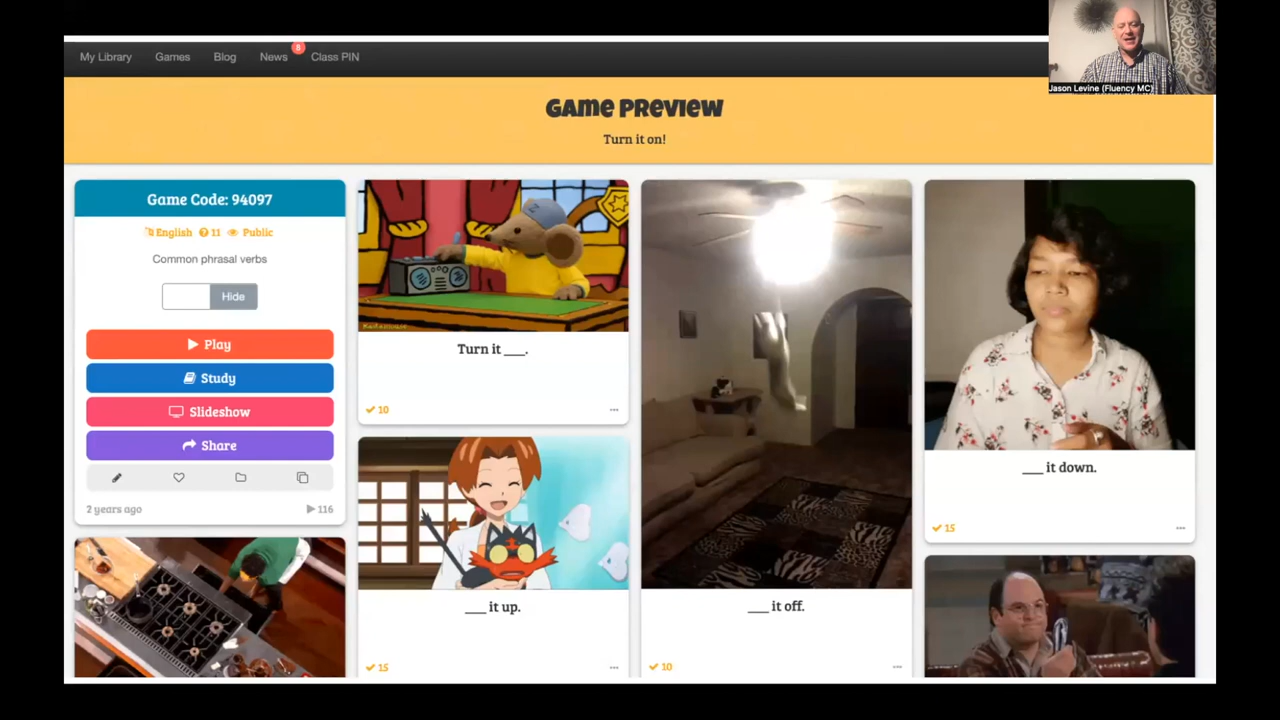 My Library Games Blog News 8 Class PIN
Jason Levine (Fluency MC)
Game Preview
Turn it on!
Game Code: 94097
English 11 Public
Common phrasal verbs
Hide
Play
Study
Slideshow
Share
2 years ago 116
Turn it ___.
10
___ it up.
15
___ it off.
10
___ it down.
15